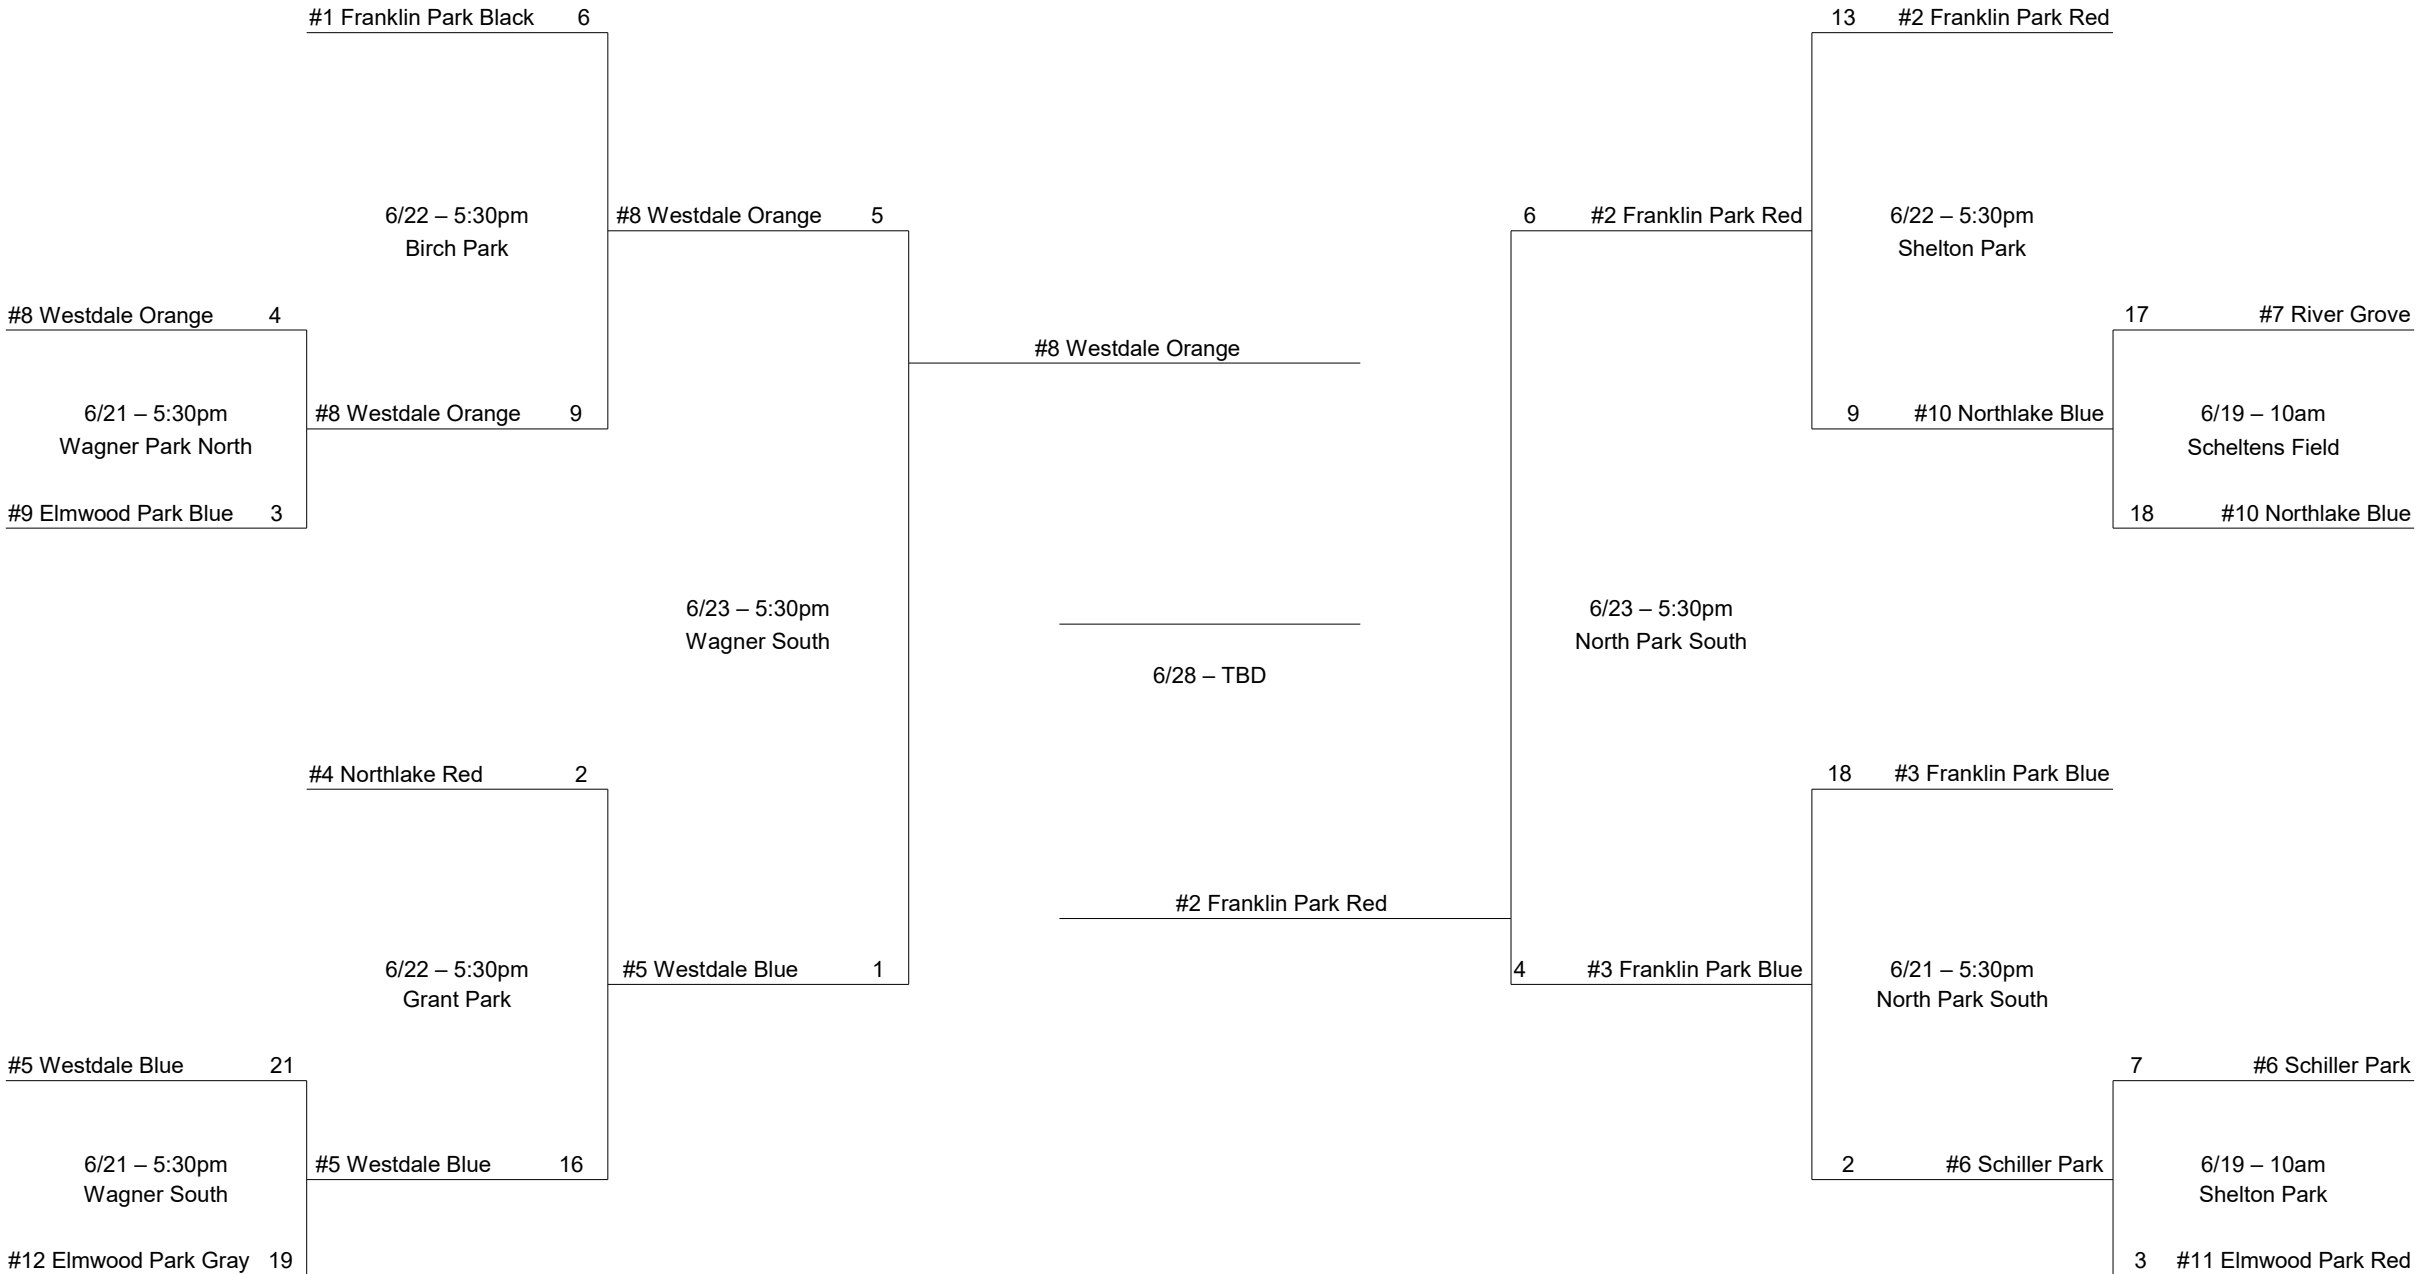 #1 Franklin Park Black 6
13 #2 Franklin Park Red
6/22 – 5:30pm
Birch Park
#8 Westdale Orange 5
6 #2 Franklin Park Red
6/22 – 5:30pm
Shelton Park
#8 Westdale Orange 4
17 #7 River Grove
#8 Westdale Orange
6/21 – 5:30pm
Wagner Park North
#8 Westdale Orange 9
9 #10 Northlake Blue
6/19 – 10am
Scheltens Field
#9 Elmwood Park Blue 3
18 #10 Northlake Blue
6/23 – 5:30pm
Wagner South
6/23 – 5:30pm
North Park South
6/28 – TBD
#4 Northlake Red 2
18 #3 Franklin Park Blue
#2 Franklin Park Red
6/22 – 5:30pm
Grant Park
#5 Westdale Blue 1
4 #3 Franklin Park Blue
6/21 – 5:30pm
North Park South
#5 Westdale Blue 21
7 #6 Schiller Park
6/21 – 5:30pm
Wagner South
#5 Westdale Blue 16
2 #6 Schiller Park
6/19 – 10am
Shelton Park
#12 Elmwood Park Gray 19
3 #11 Elmwood Park Red